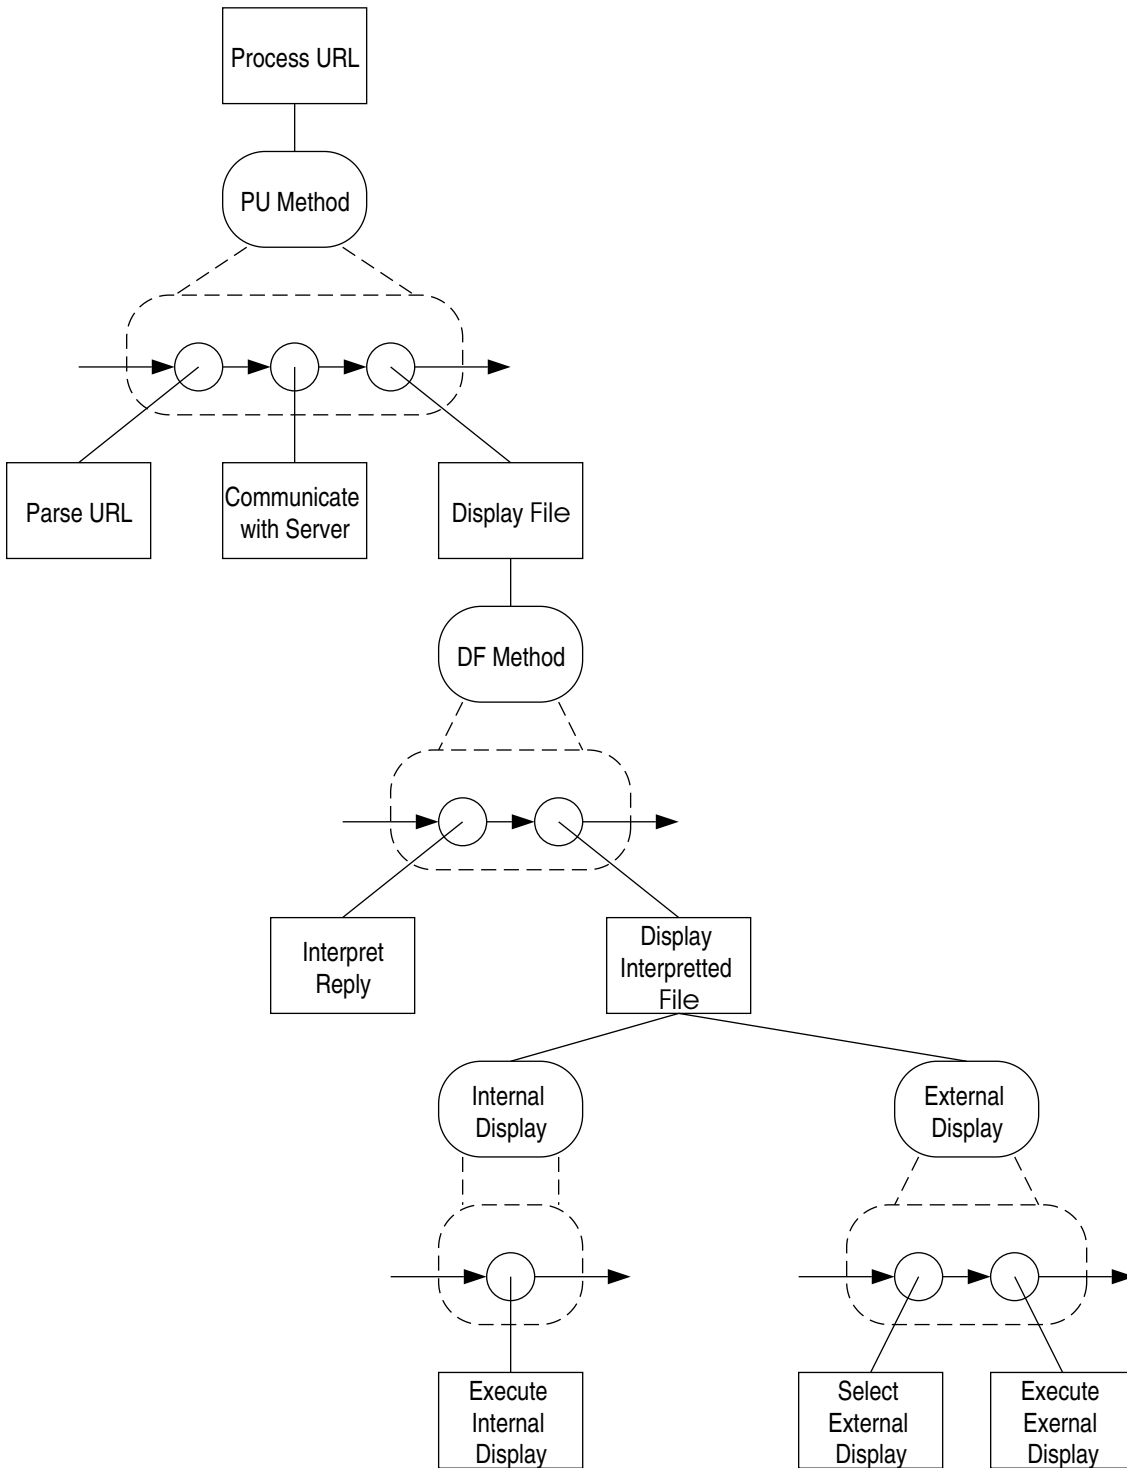 Process URL
PU Method
Parse URL
Communicate
with Server
Display File
DF Method
Interpret
Reply
Display
Interpretted
File
Internal
Display
External
Display
Execute
Internal
Display
Select
External
Display
Execute
Exernal
Display